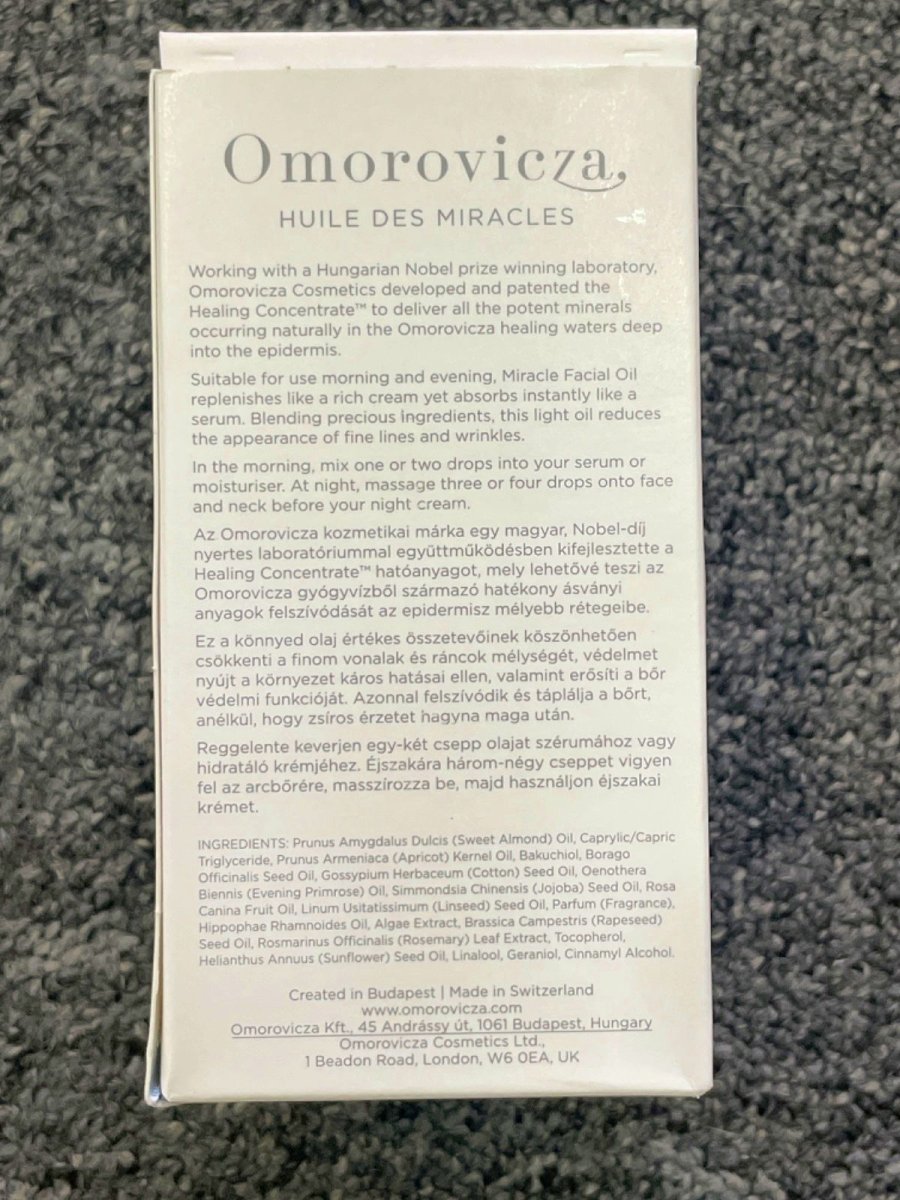 Omorovicza
HUILE DES MIRACLES
Working with a Hungarian Nobel prize winning laboratory,
Omorovicza Cosmetics developed and patented the
Healing Concentrate™ to deliver all the potent minerals
occurring naturally in the Omorovicza healing waters deep
into the epidermis.
Suitable for use morning and evening, Miracle Facial Oil
replenishes like a rich cream yet absorbs instantly like a
serum. Blending precious ingredients, this light oil reduces
the appearance of fine lines and wrinkles.
In the morning, mix one or two drops into your serum or
moisturiser. At night, massage three or four drops onto face
and neck before your night cream.
Az Omorovicza kozmetikai márka egy magyar, Nobel-díj
nyertes laboratóriummal együttműködésben kifejlesztette a
Healing Concentrate™ hatóanyagot, mely lehetővé teszi az
Omorovicza gyógyvízből származó hatékony ásványi
anyagok felszívódását az epidermisz mélyebb rétegeibe.
Ez a könnyed olaj értékes összetevőinek köszönhetően
csökkenti a finom vonalak és ráncok mélységét, védelmet
nyújt a környezet káros hatásai ellen, valamint erősíti a bőr
védelmi funkcióját. Azonnal felszívódik és táplálja a bőrt,
anélkül, hogy zsíros érzetet hagyna maga után.
Reggelente keverjen egy-két csepp olajat szérumához vagy
hidratáló krémjéhez. Éjszakára három-négy cseppet vigyen
fel az arcbőrére, masszírozza be, majd használjon éjszakai
krémet.
INGREDIENTS: Prunus Amygdalus Dulcis (Sweet Almond) Oil, Caprylic/Capric
Triglyceride, Prunus Armeniaca (Apricot) Kernel Oil, Bakuchiol, Borago
Officinalis Seed Oil, Gossypium Herbaceum (Cotton) Seed Oil, Oenothera
Biennis (Evening Primrose) Oil, Simmondsia Chinensis (Jojoba) Seed Oil, Rosa
Canina Fruit Oil, Linum Usitatissimum (Linseed) Seed Oil, Parfum (Fragrance),
Hippophae Rhamnoides Oil, Algae Extract, Brassica Campestris (Rapeseed)
Seed Oil, Rosmarinus Officinalis (Rosemary) Leaf Extract, Tocopherol,
Helianthus Annuus (Sunflower) Seed Oil, Linalool, Geraniol, Cinnamyl Alcohol.
Created in Budapest | Made in Switzerland
www.omorovicza.com
Omorovicza Kft., 45 Andrássy út, 1061 Budapest, Hungary
Omorovicza Cosmetics Ltd.,
1 Beadon Road, London, W6 0EA, UK